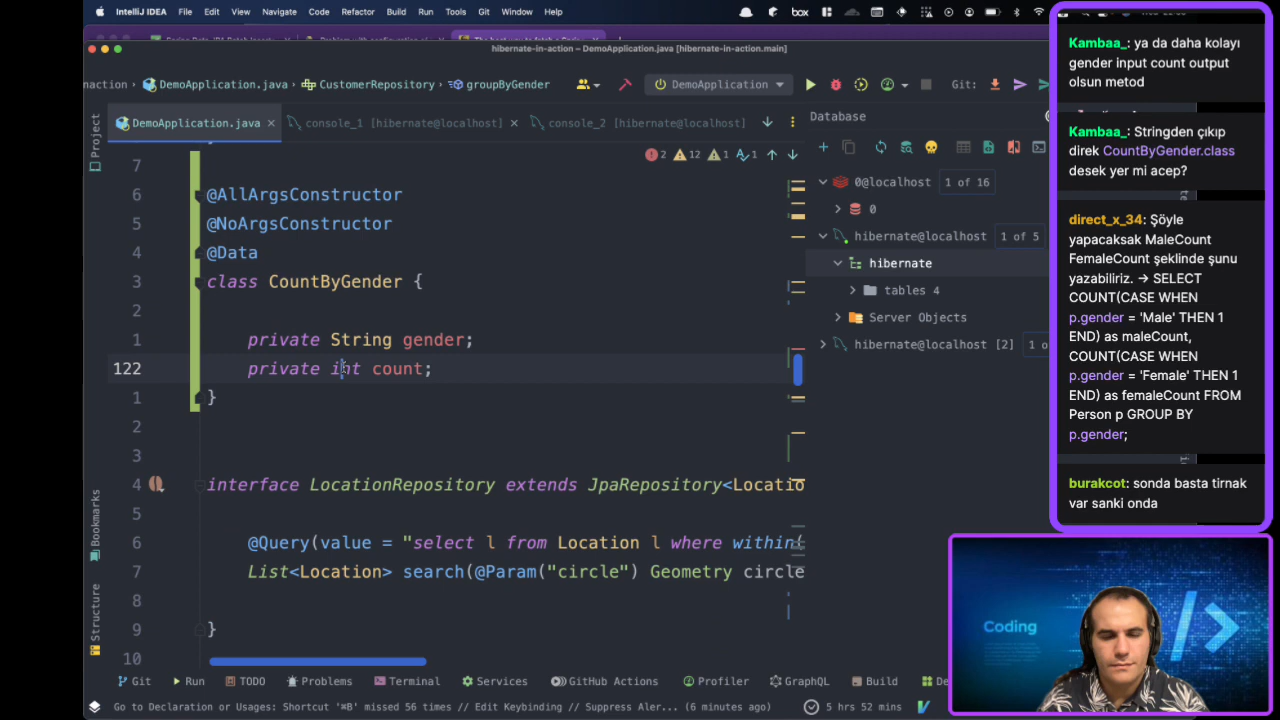 IntelliJ IDEA File Edit View Navigate Code Refactor Build Run Tools Git Window Help
hibernate-in-action – DemoApplication.java [hibernate-in-action.main]
naction DemoApplication.java CustomerRepository groupByGender DemoApplication Git:
Project
DemoApplication.java console_1 [hibernate@localhost] console_2 [hibernate@localhost]
2 12 1 1
7
6 @AllArgsConstructor
5 @NoArgsConstructor
4 @Data
3 class CountByGender {
2
1 private String gender;
122 private int count;
1 }
2
3
4 interface LocationRepository extends JpaRepository<Locatio
5
6 @Query(value = "select l from Location l where within(
7 List<Location> search(@Param("circle") Geometry circle
8
9 }
10
Bookmarks
Structure
Database
0@localhost 1 of 16
0
hibernate@localhost 1 of 5
hibernate
tables 4
Server Objects
hibernate@localhost [2] 1 o
Git Run TODO Problems Terminal Services GitHub Actions Profiler GraphQL Build De
Go to Declaration or Usages: Shortcut '⌘B' missed 56 times // Edit Keybinding // Suppress Aler... (6 minutes ago) 5 hrs 52 mins
Kambaa_: ya da daha kolayı
gender input count output
olsun metod
Kambaa_: Stringden çıkıp
direk CountByGender.class
desek yer mi acep?
direct_x_34: Şöyle
yapacaksak MaleCount
FemaleCount şeklinde şunu
yazabiliriz. → SELECT
COUNT(CASE WHEN
p.gender = 'Male' THEN 1
END) as maleCount,
COUNT(CASE WHEN
p.gender = 'Female' THEN 1
END) as femaleCount FROM
Person p GROUP BY
p.gender;
burakcot: sonda basta tirnak
var sanki onda
Coding